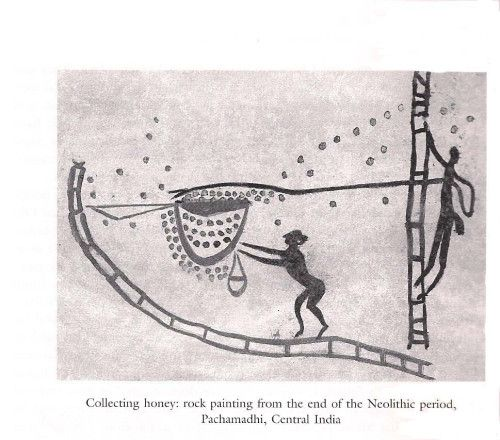 Collecting honey: rock painting from the end of the Neolithic period,
Pachamadhi, Central India